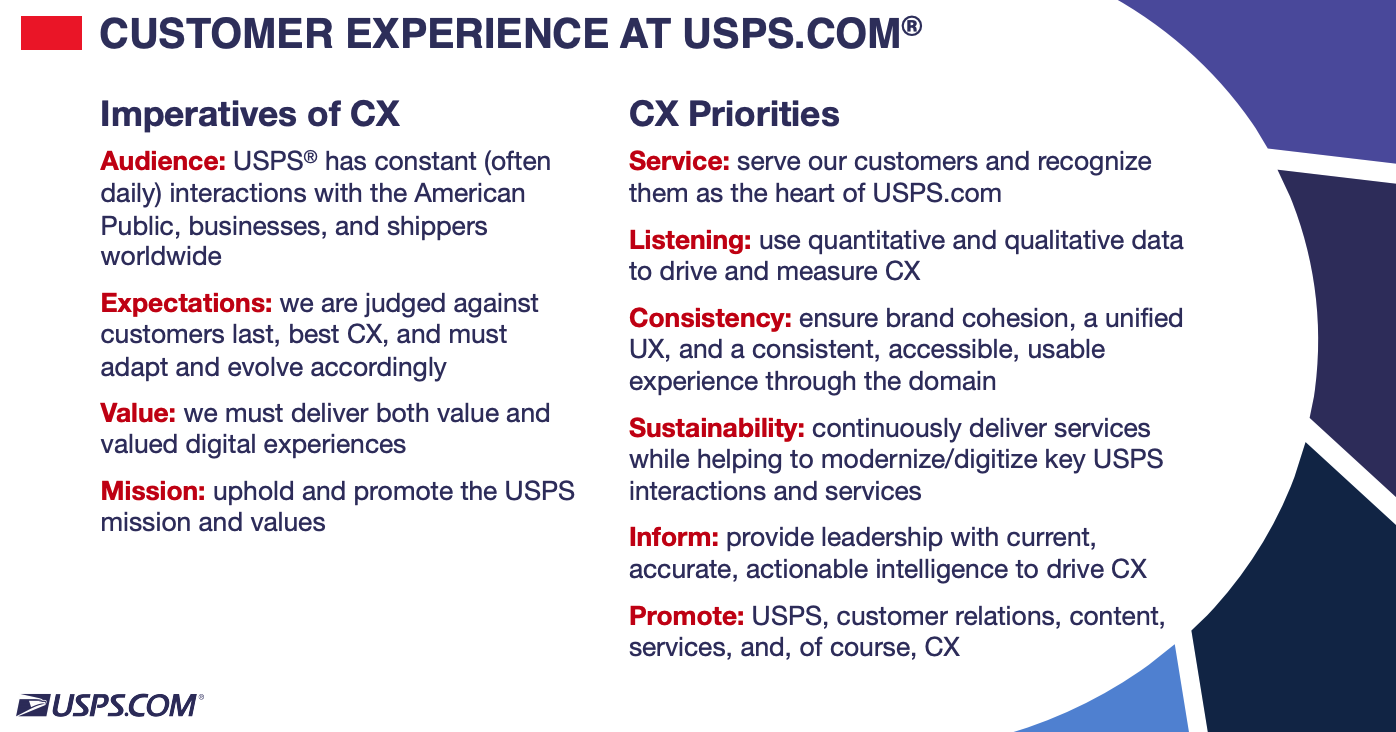 CUSTOMER EXPERIENCE AT USPS.COM®
Imperatives of CX
Audience: USPS® has constant (often
daily) interactions with the American
Public, businesses, and shippers
worldwide
Expectations: we are judged against
customers last, best CX, and must
adapt and evolve accordingly
Value: we must deliver both value and
valued digital experiences
Mission: uphold and promote the USPS
mission and values
CX Priorities
Service: serve our customers and recognize
them as the heart of USPS.com
Listening: use quantitative and qualitative data
to drive and measure CX
Consistency: ensure brand cohesion, a unified
UX, and a consistent, accessible, usable
experience through the domain
Sustainability: continuously deliver services
while helping to modernize/digitize key USPS
interactions and services
Inform: provide leadership with current,
accurate, actionable intelligence to drive CX
Promote: USPS, customer relations, content,
services, and, of course, CX
USPS.COM®